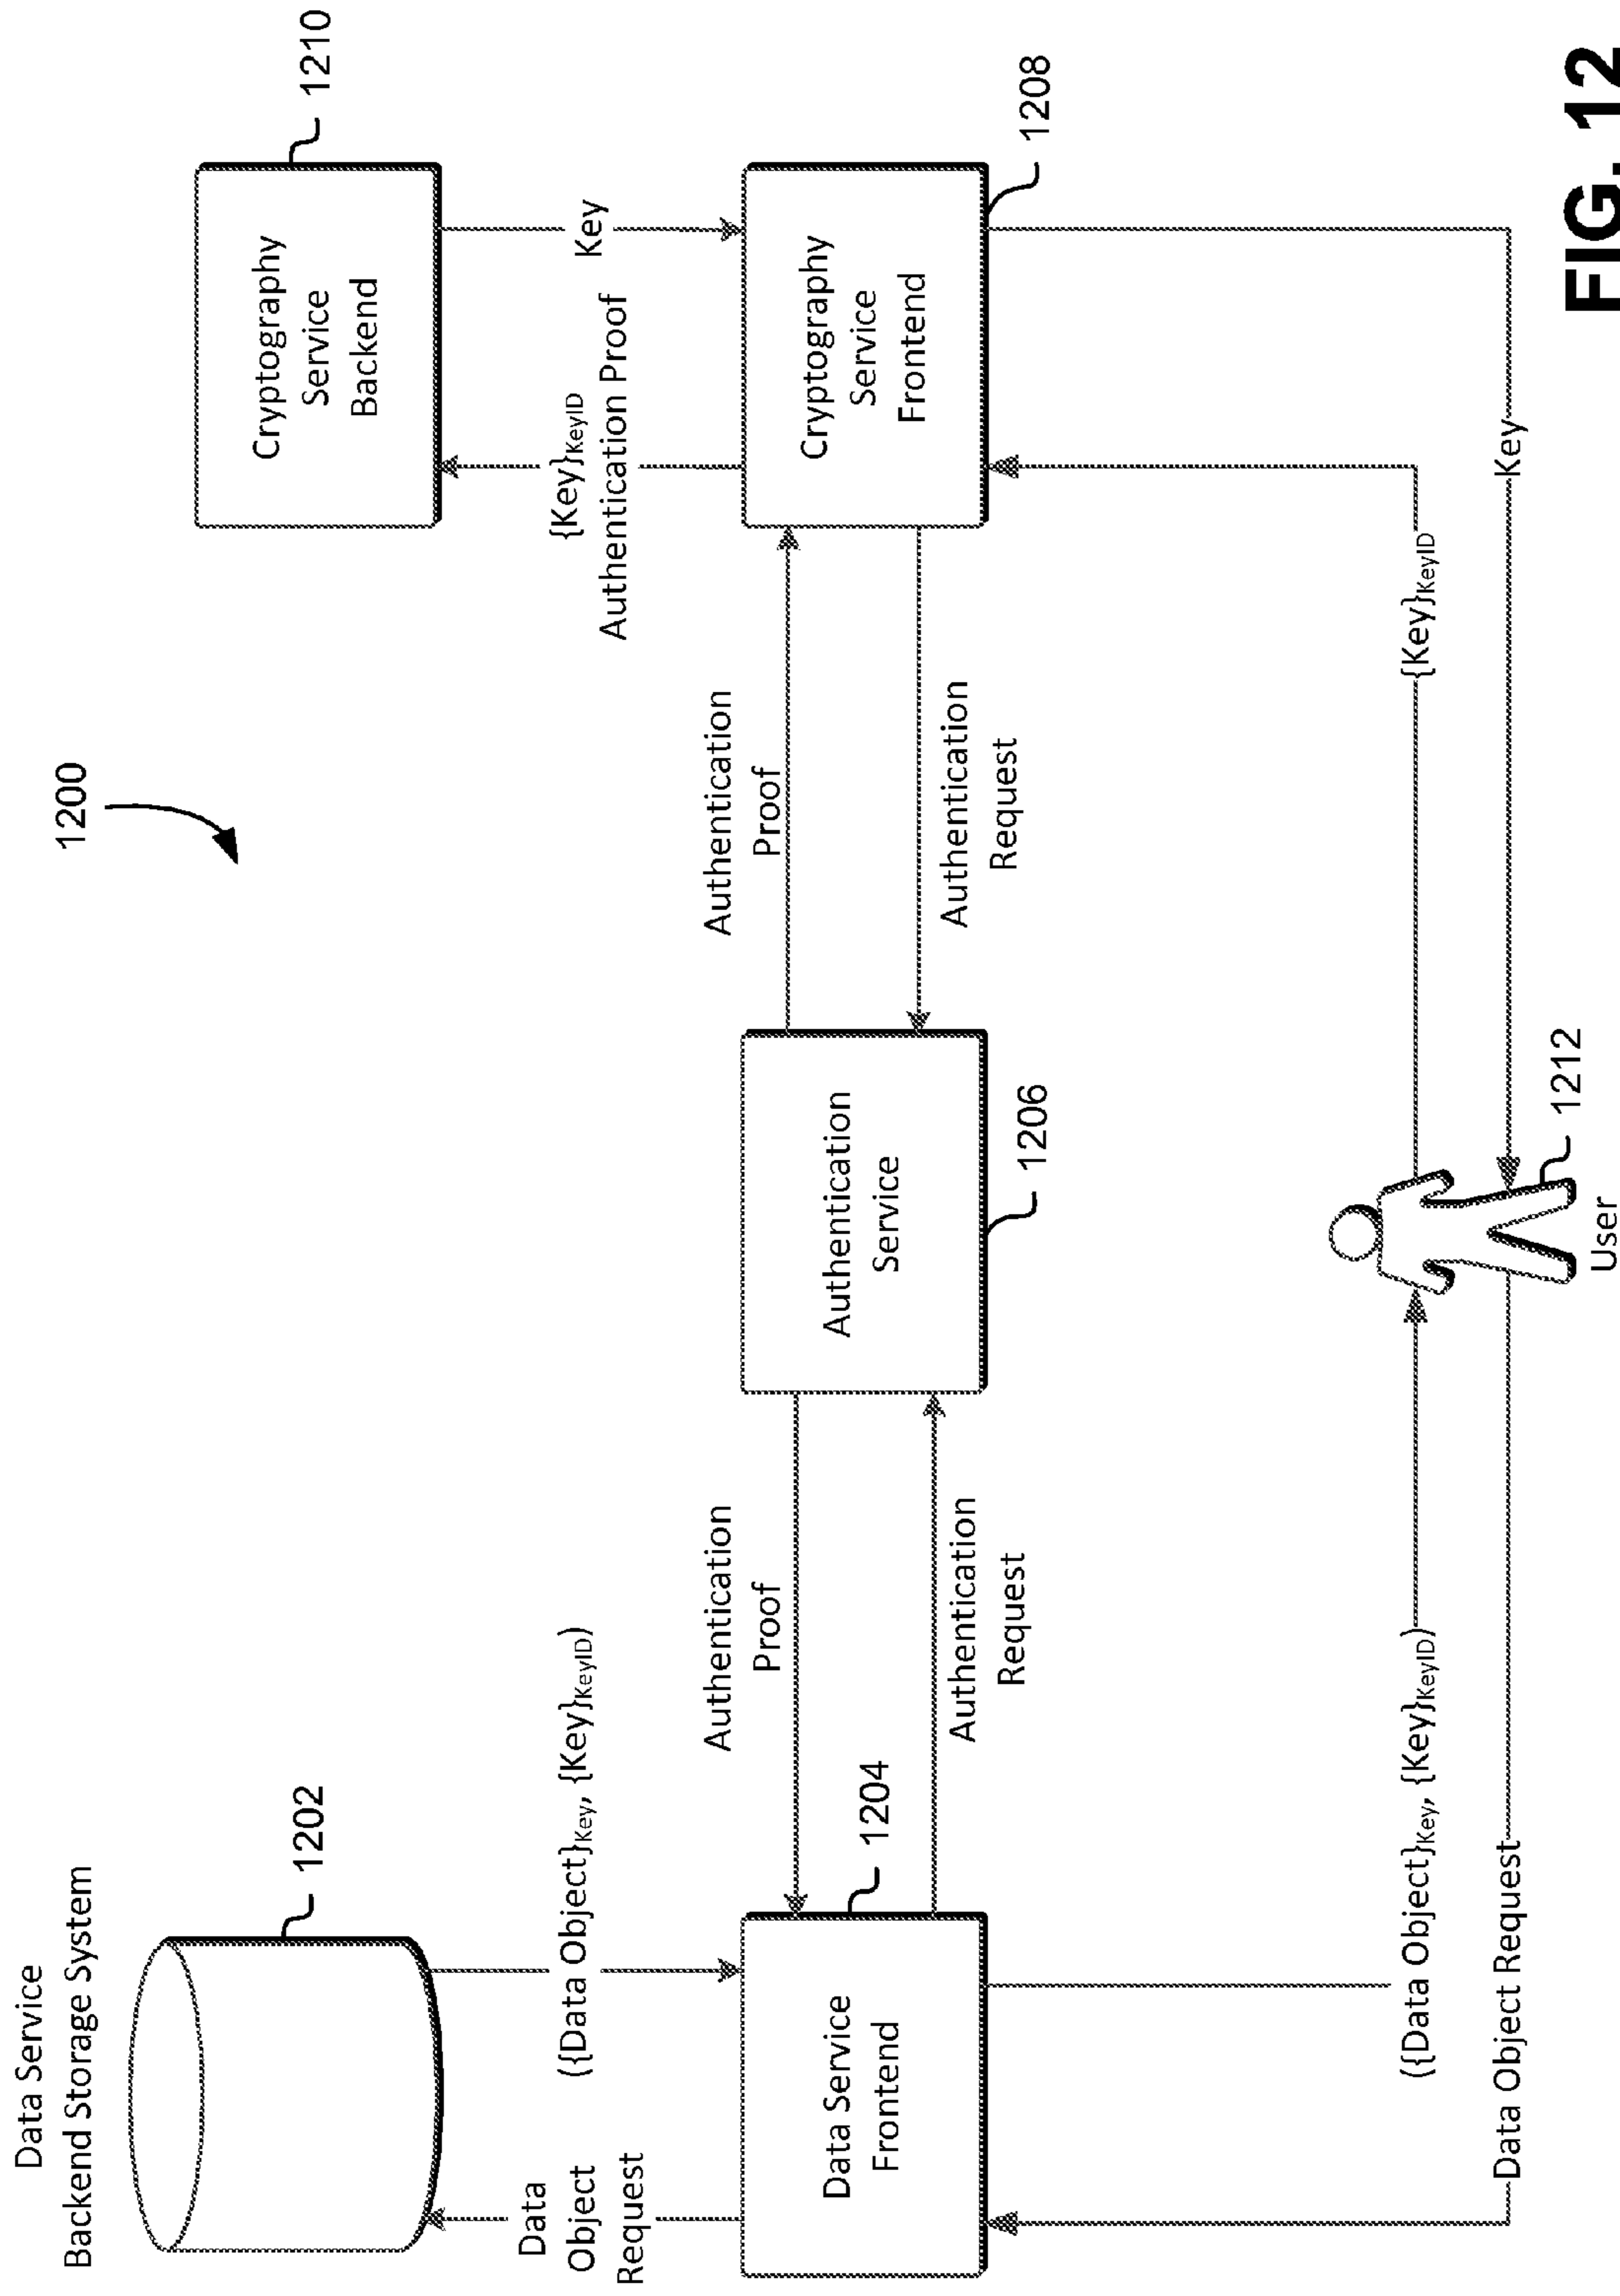 Data Service
Backend Storage System
1202
1200
1210
Cryptography
Service
Backend
Data
Object
Request
({Data Object}Key, {Key}KeyID)
{Key}KeyID
Authentication Proof
Key
Authentication
Proof
Authentication
Proof
Data Service
Frontend
1204
Authentication
Service
1206
Cryptography
Service
Frontend
1208
Authentication
Request
Authentication
Request
({Data Object}Key, {Key}KeyID)
{Key}KeyID
Data Object Request
Key
1212
User
FIG. 12